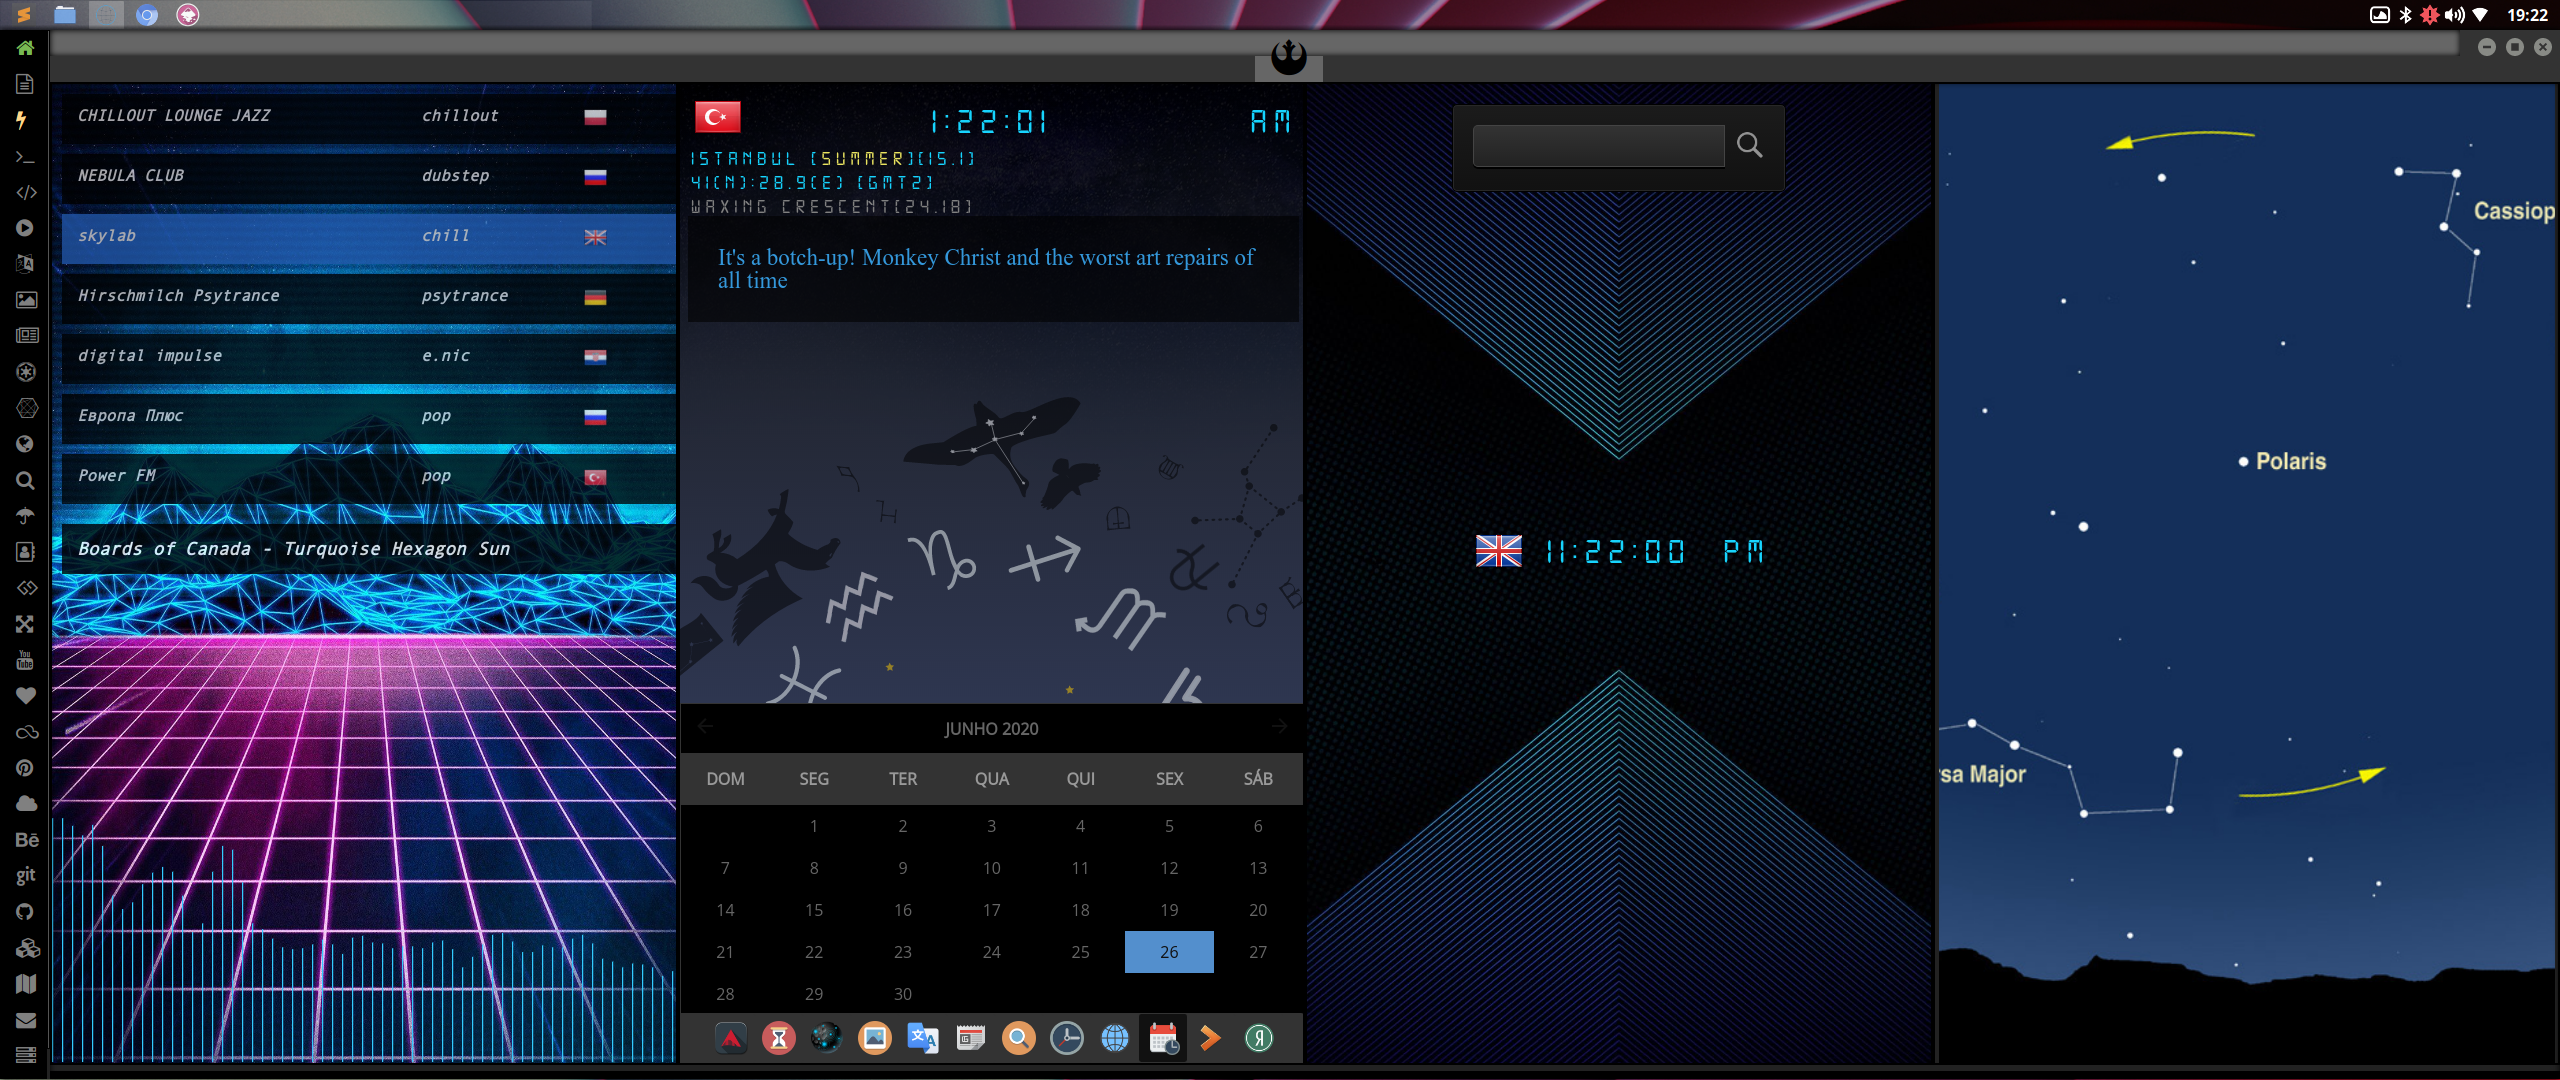 19:22
CHILLOUT LOUNGE JAZZ chillout
NEBULA CLUB dubstep
skylab chill
Hirschmilch Psytrance psytrance
digital impulse e.nic
Европа Плюс pop
Power FM pop
Boards of Canada - Turquoise Hexagon Sun
You
Tube
Bē
git
1:22:01 AM
ISTANBUL [SUMMER][15.1]
41(N):28.9(E) [GMT2]
WAXING CRESCENT[24.18]
It's a botch-up! Monkey Christ and the worst art repairs of
all time
JUNHO 2020
DOM SEG TER QUA QUI SEX SÁB
1 2 3 4 5 6
7 8 9 10 11 12 13
14 15 16 17 18 19 20
21 22 23 24 25 26 27
28 29 30
11:22:00 PM
Cassiop
Polaris
rsa Major